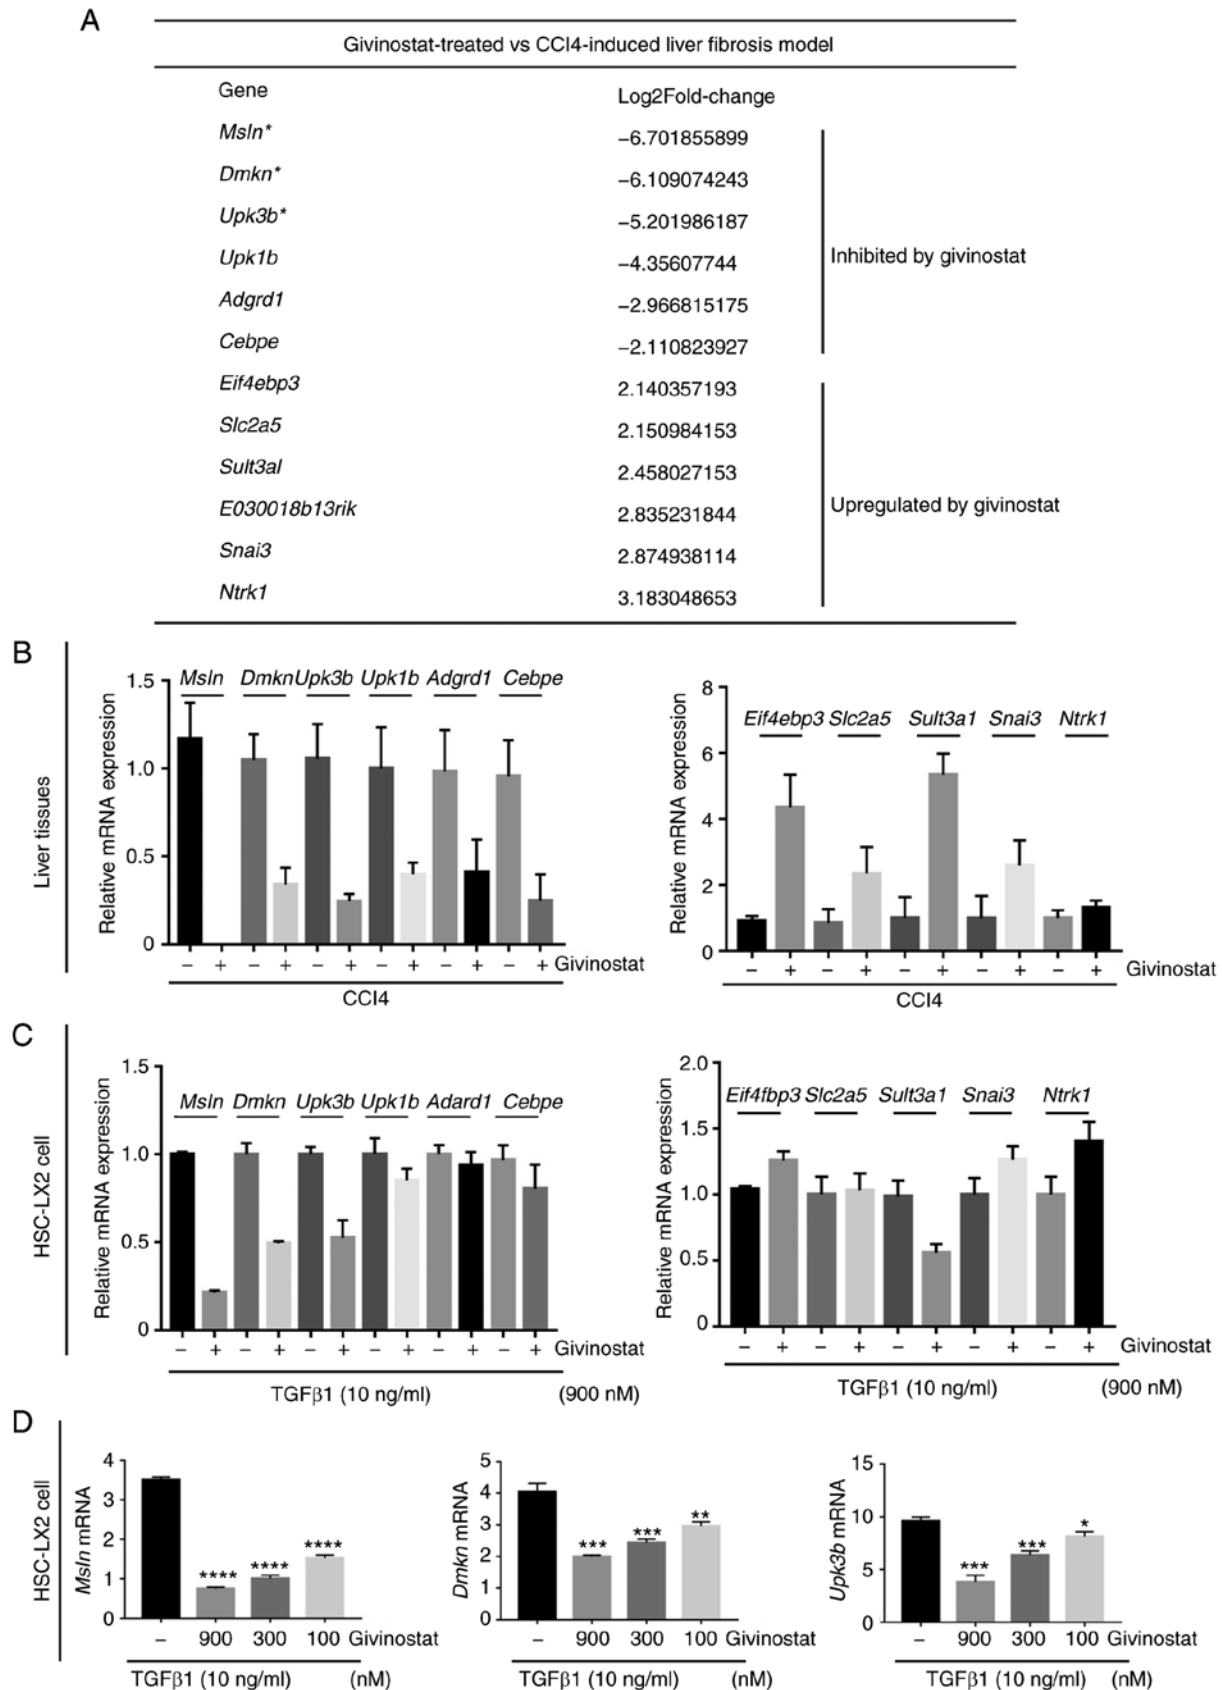 A
Givinostat-treated vs CCl4-induced liver fibrosis model
Gene Log2Fold-change
Msln* −6.701855899
Dmkn* −6.109074243
Upk3b* −5.201986187
Upk1b −4.35607744
Inhibited by givinostat
Adgrd1 −2.966815175
Cebpe −2.110823927
Eif4ebp3 2.140357193
Slc2a5 2.150984153
Sult3al 2.458027153
E030018b13rik 2.835231844
Upregulated by givinostat
Snai3 2.874938114
Ntrk1 3.183048653
B
Liver tissues
Relative mRNA expression
1.5
1.0
0.5
0
Msln Dmkn Upk3b Upk1b Adgrd1 Cebpe
− + − + − + − + − + − + Givinostat
CCl4
Relative mRNA expression
8
6
4
2
0
Eif4ebp3 Slc2a5 Sult3a1 Snai3 Ntrk1
− + − + − + − + − + Givinostat
CCl4
C
HSC-LX2 cell
Relative mRNA expression
1.5
1.0
0.5
0
Msln Dmkn Upk3b Upk1b Adard1 Cebpe
− + − + − + − + − + − + Givinostat
TGFβ1 (10 ng/ml) (900 nM)
Relative mRNA expression
2.0
1.5
1.0
0.5
0
Eif4fbp3 Slc2a5 Sult3a1 Snai3 Ntrk1
− + − + − + − + − + Givinostat
TGFβ1 (10 ng/ml) (900 nM)
D
HSC-LX2 cell
Msln mRNA
4
3
2
1
0
**** **** ****
− 900 300 100 Givinostat
TGFβ1 (10 ng/ml) (nM)
Dmkn mRNA
5
4
3
2
1
0
*** *** **
− 900 300 100 Givinostat
TGFβ1 (10 ng/ml) (nM)
Upk3b mRNA
15
10
5
0
*** *** *
− 900 300 100 Givinostat
TGFβ1 (10 ng/ml) (nM)